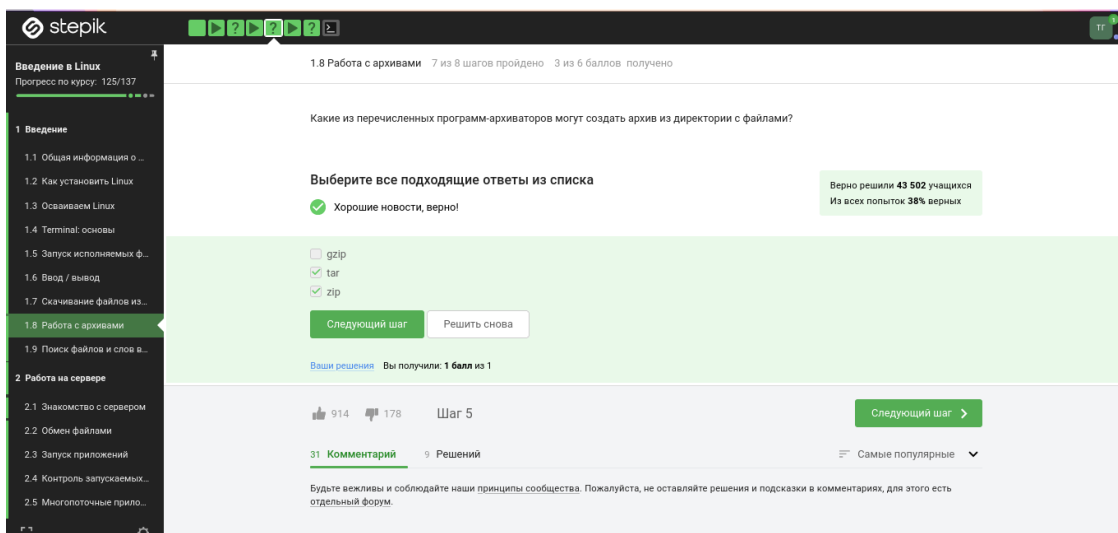 stepik
ТГ
1
Введение в Linux
Прогресс по курсу: 125/137
1 Введение
1.1 Общая информация о ...
1.2 Как установить Linux
1.3 Осваиваем Linux
1.4 Terminal: основы
1.5 Запуск исполняемых ф...
1.6 Ввод / вывод
1.7 Скачивание файлов из...
1.8 Работа с архивами
1.9 Поиск файлов и слов в...
2 Работа на сервере
2.1 Знакомство с сервером
2.2 Обмен файлами
2.3 Запуск приложений
2.4 Контроль запускаемых...
2.5 Многопоточные прило...
1.8 Работа с архивами 7 из 8 шагов пройдено 3 из 6 баллов получено
Какие из перечисленных программ-архиваторов могут создать архив из директории с файлами?
Выберите все подходящие ответы из списка
Хорошие новости, верно!
Верно решили 43 502 учащихся
Из всех попыток 38% верных
gzip
tar
zip
Следующий шаг Решить снова
Ваши решения Вы получили: 1 балл из 1
914 178 Шаг 5 Следующий шаг
31 Комментарий 9 Решений Самые популярные
Будьте вежливы и соблюдайте наши принципы сообщества. Пожалуйста, не оставляйте решения и подсказки в комментариях, для этого есть
отдельный форум.